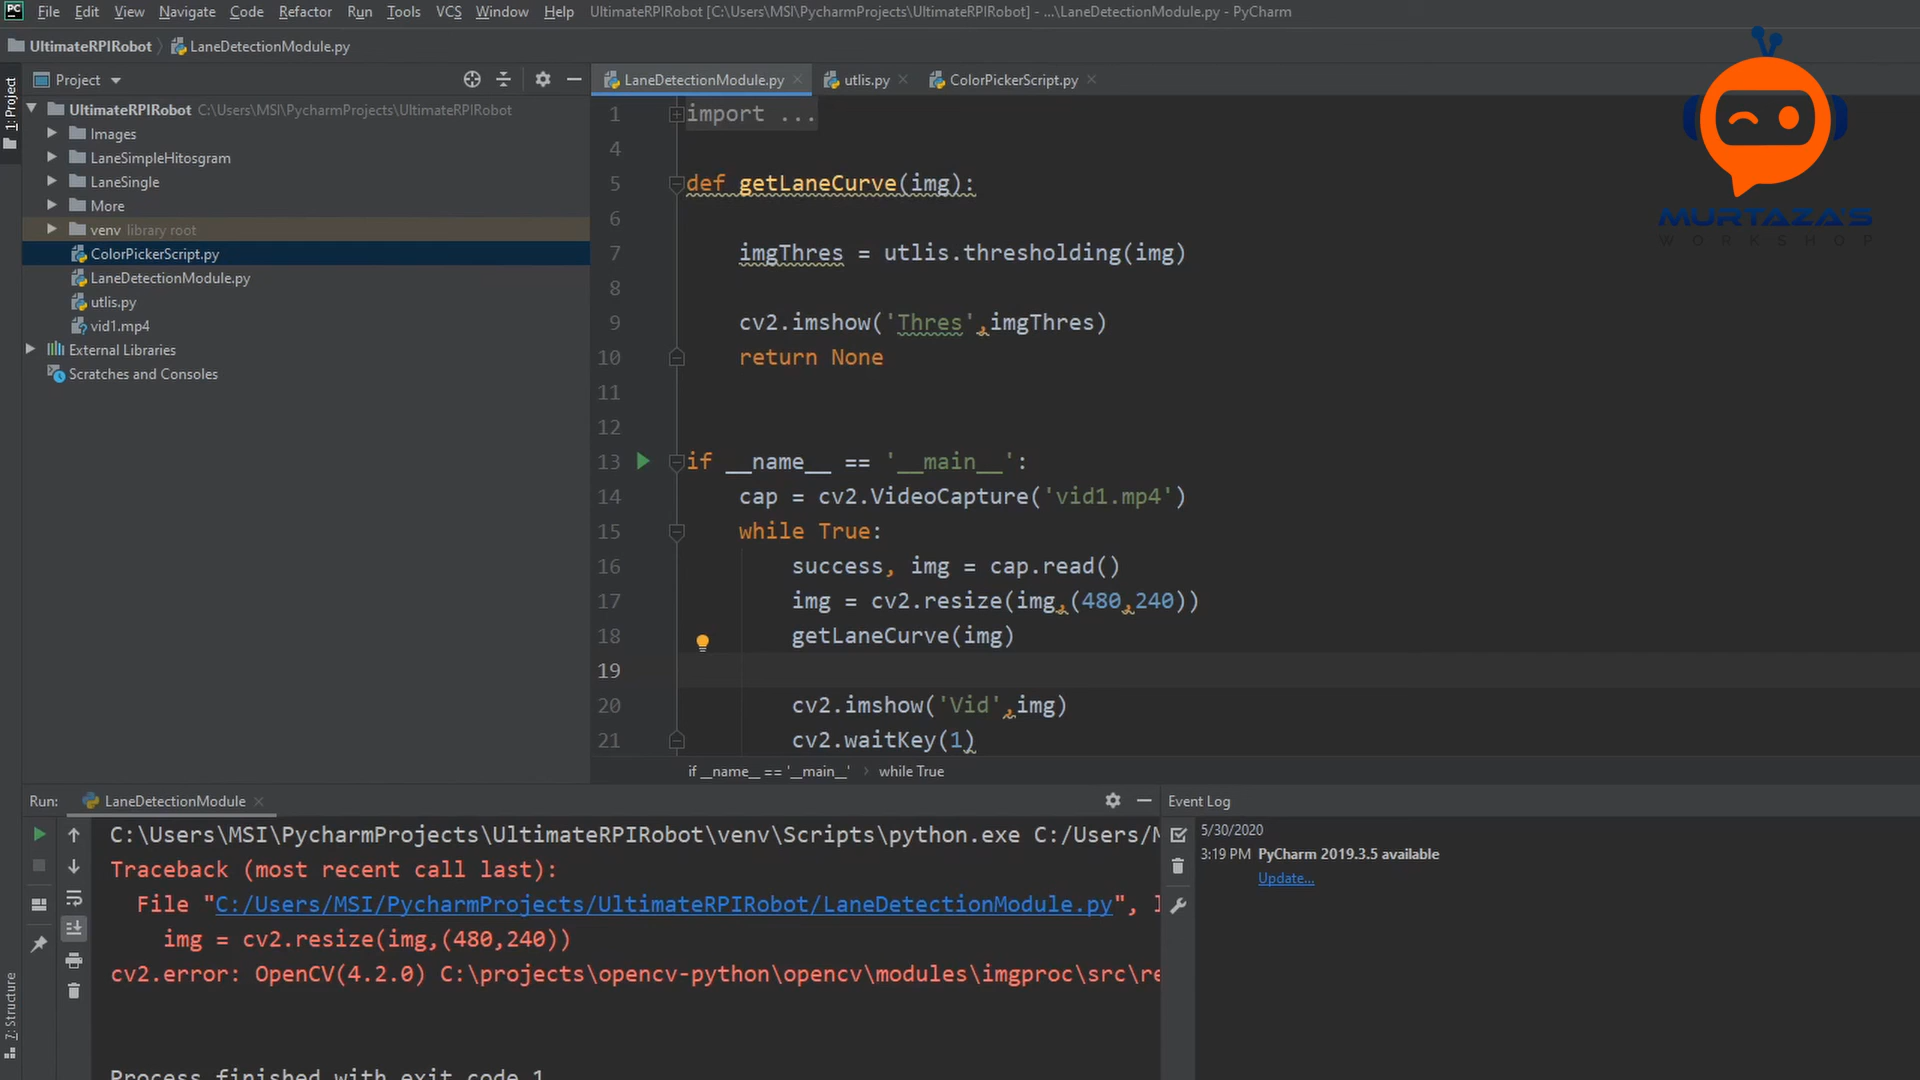 PC File Edit View Navigate Code Refactor Run Tools VCS Window Help UltimateRPIRobot [C:\Users\MSI\PycharmProjects\UltimateRPIRobot] - ...\LaneDetectionModule.py - PyCharm
UltimateRPIRobot LaneDetectionModule.py
Project
LaneDetectionModule.py utlis.py ColorPickerScript.py
1: Project
UltimateRPIRobot C:\Users\MSI\PycharmProjects\UltimateRPIRobot
Images
LaneSimpleHitosgram
LaneSingle
More
venv library root
ColorPickerScript.py
LaneDetectionModule.py
utlis.py
vid1.mp4
External Libraries
Scratches and Consoles
1 import ...
4
5 def getLaneCurve(img):
6
7 imgThres = utlis.thresholding(img)
8
9 cv2.imshow('Thres',imgThres)
10 return None
11
12
13 if __name__ == '__main__':
14 cap = cv2.VideoCapture('vid1.mp4')
15 while True:
16 success, img = cap.read()
17 img = cv2.resize(img,(480,240))
18 getLaneCurve(img)
19
20 cv2.imshow('Vid',img)
21 cv2.waitKey(1)
if __name__ == '__main__' › while True
MURTAZA'S
WORKSHOP
Run: LaneDetectionModule
C:\Users\MSI\PycharmProjects\UltimateRPIRobot\venv\Scripts\python.exe C:/Users/M
Traceback (most recent call last):
File "C:/Users/MSI/PycharmProjects/UltimateRPIRobot/LaneDetectionModule.py", l
img = cv2.resize(img,(480,240))
cv2.error: OpenCV(4.2.0) C:\projects\opencv-python\opencv\modules\imgproc\src\re
Process finished with exit code 1
7: Structure
Event Log
5/30/2020
3:19 PM PyCharm 2019.3.5 available
Update...